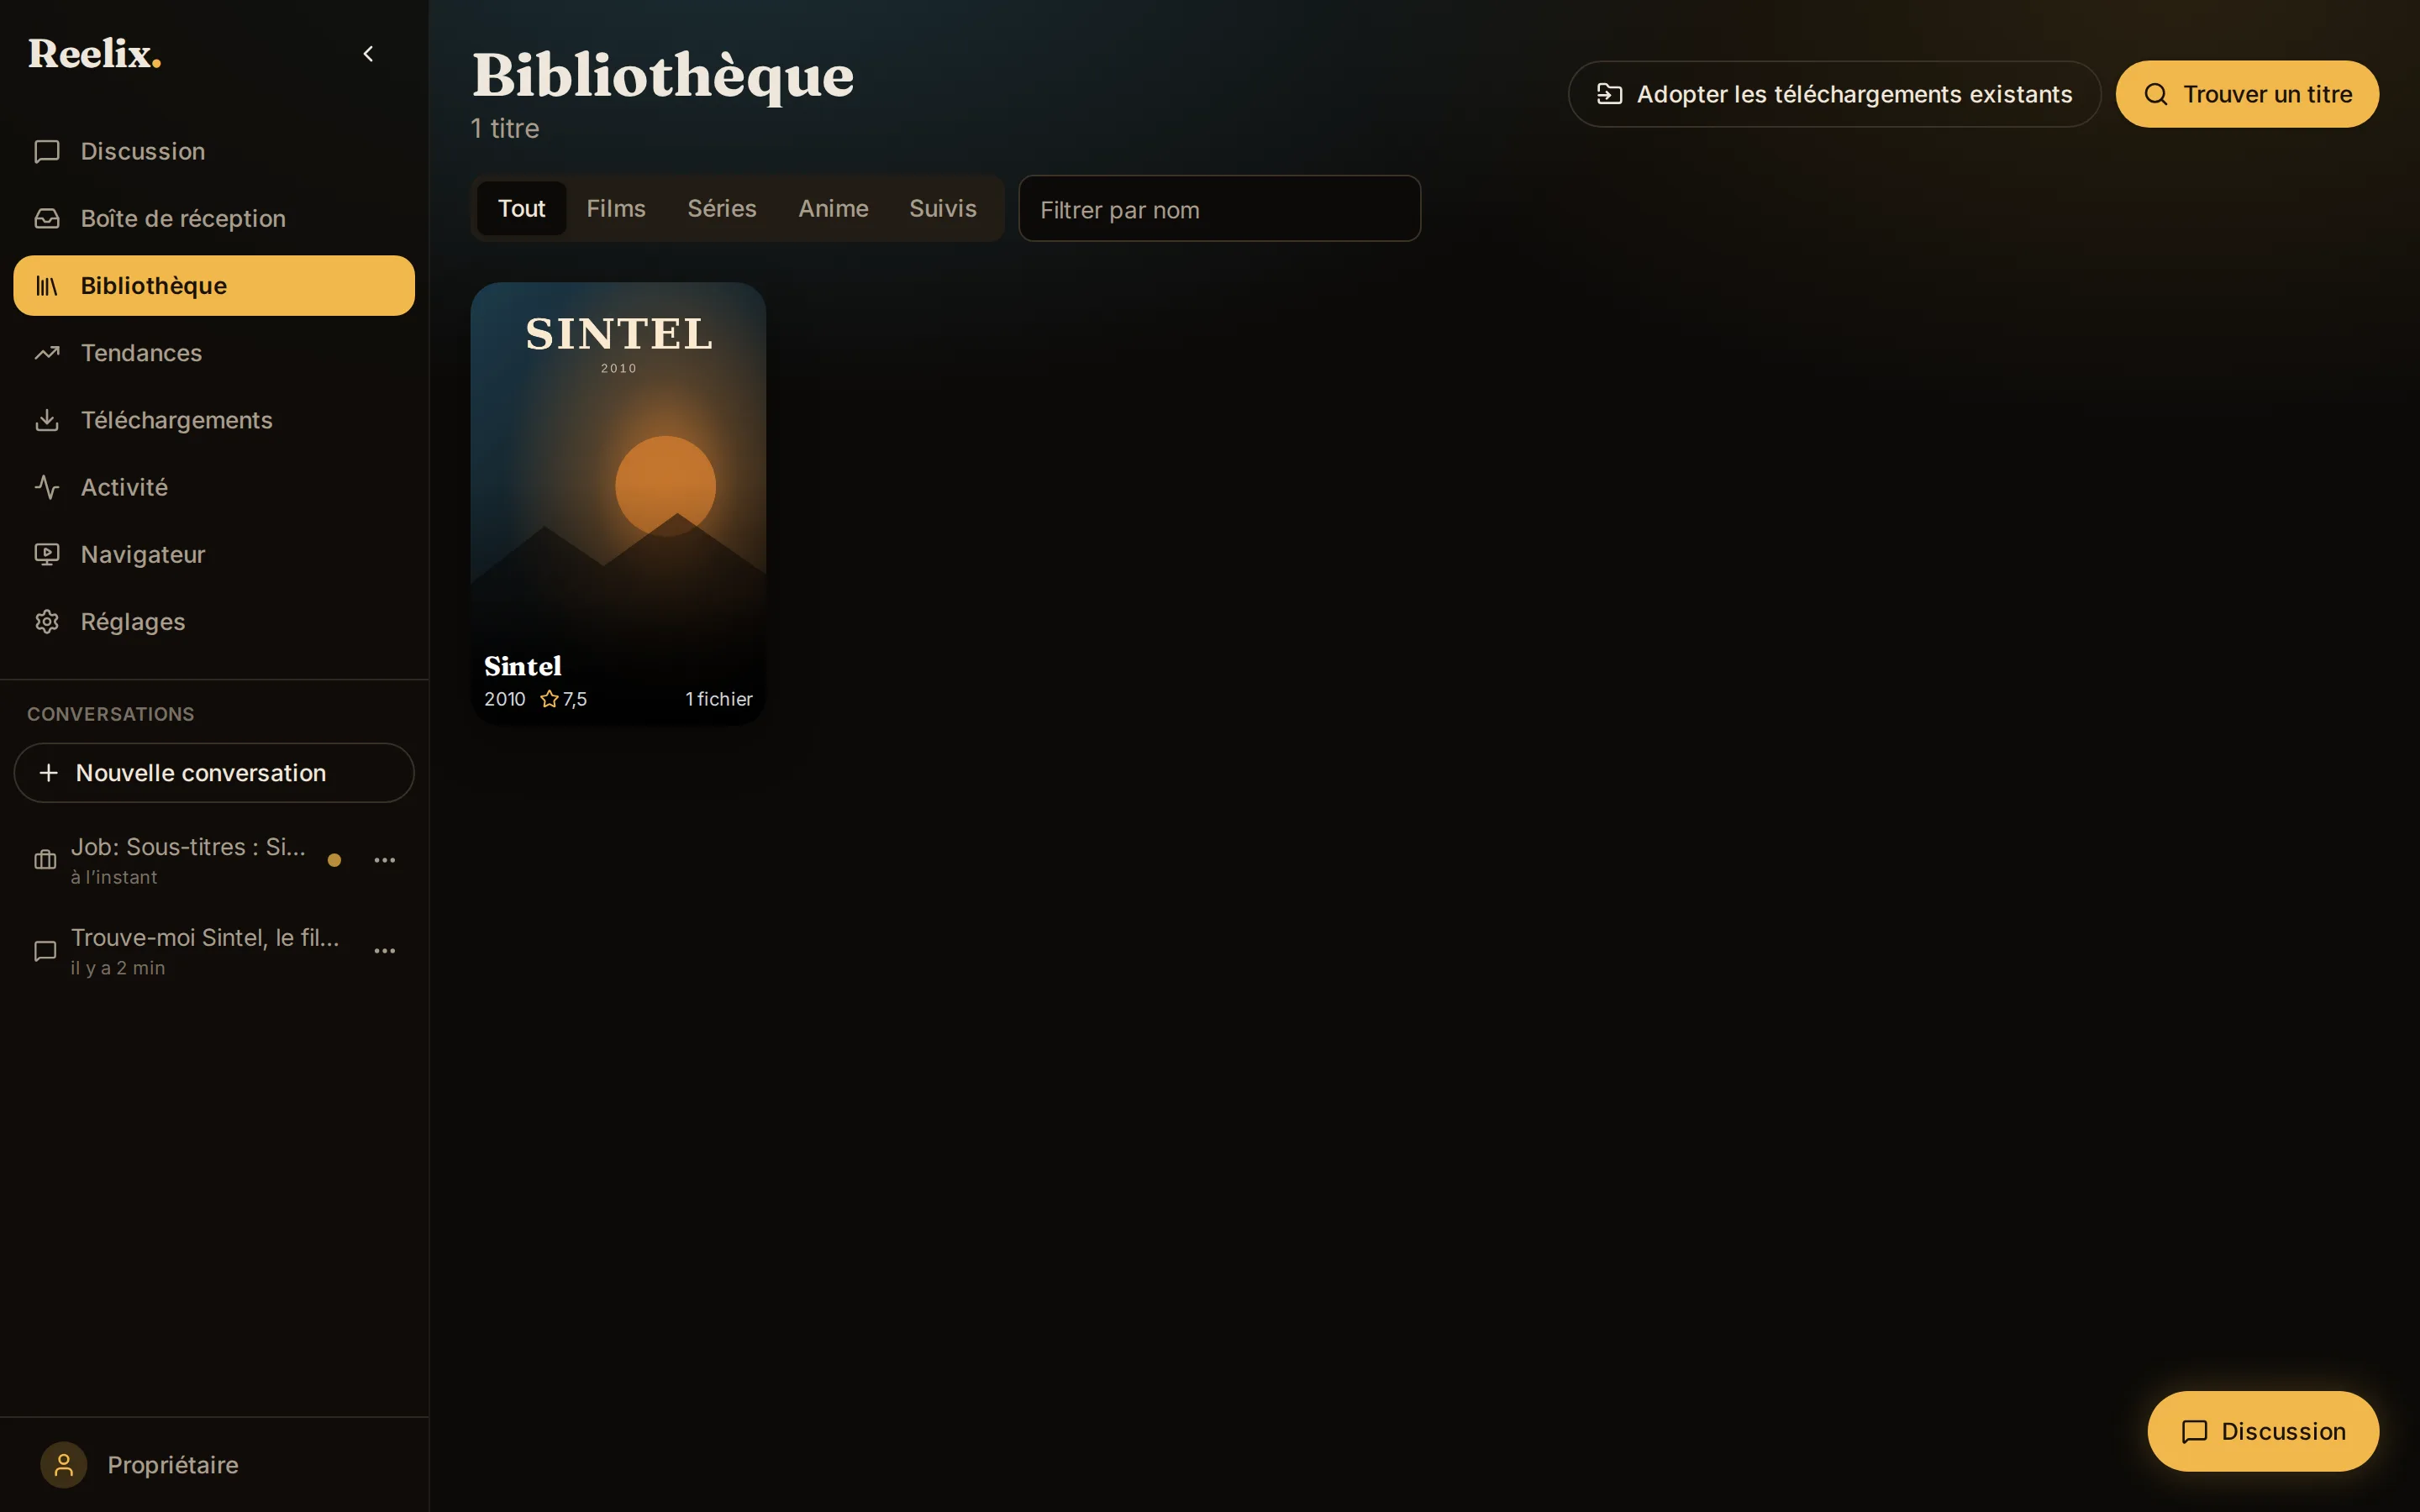 Reelix.
Discussion
Boîte de réception
Bibliothèque
Tendances
Téléchargements
Activité
Navigateur
Réglages
CONVERSATIONS
Nouvelle conversation
Job: Sous-titres : Si...
à l’instant
Trouve-moi Sintel, le fil...
il y a 2 min
Propriétaire
Bibliothèque
1 titre
Adopter les téléchargements existants
Trouver un titre
Tout Films Séries Anime Suivis
Filtrer par nom
SINTEL
2010
Sintel
2010 7,5 1 fichier
Discussion